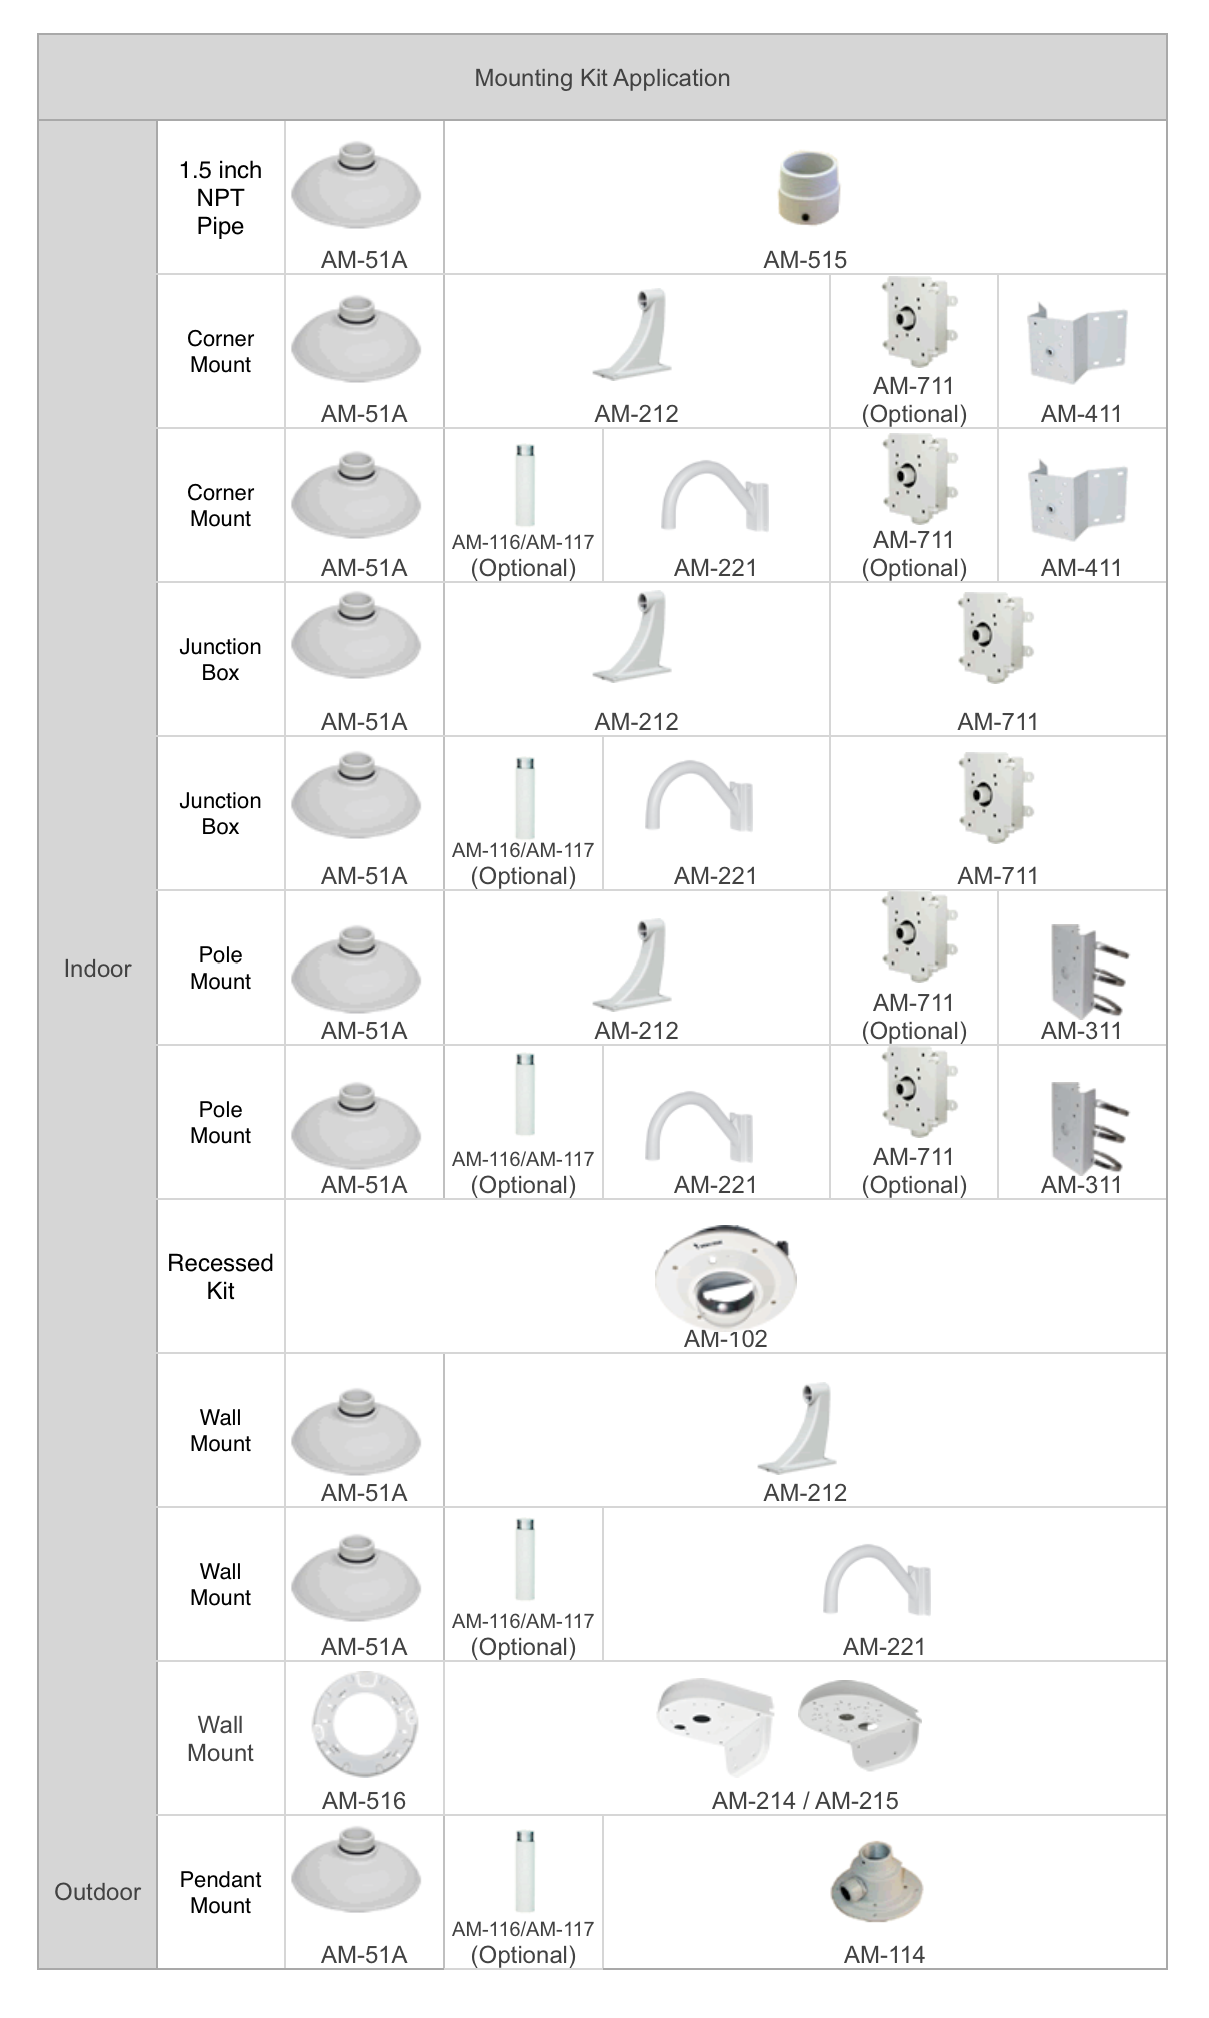 Mounting Kit Application
Indoor
1.5 inch
NPT
Pipe
AM-51A
AM-515
Corner
Mount
AM-51A
AM-212
AM-711
(Optional)
AM-411
Corner
Mount
AM-51A
AM-116/AM-117
(Optional)
AM-221
AM-711
(Optional)
AM-411
Junction
Box
AM-51A
AM-212
AM-711
Junction
Box
AM-51A
AM-116/AM-117
(Optional)
AM-221
AM-711
Pole
Mount
AM-51A
AM-212
AM-711
(Optional)
AM-311
Pole
Mount
AM-51A
AM-116/AM-117
(Optional)
AM-221
AM-711
(Optional)
AM-311
Recessed
Kit
AM-102
Wall
Mount
AM-51A
AM-212
Wall
Mount
AM-51A
AM-116/AM-117
(Optional)
AM-221
Wall
Mount
AM-516
AM-214 / AM-215
Outdoor
Pendant
Mount
AM-51A
AM-116/AM-117
(Optional)
AM-114